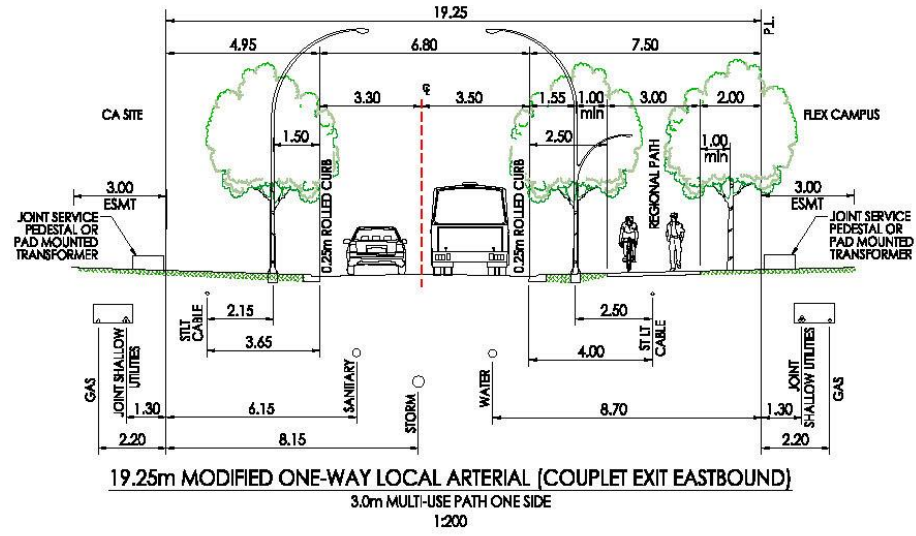 19.25
P.L.
4.95
6.80
7.50
℄
3.30
3.50
1.55
1.00
min
3.00
2.00
CA SITE
FLEX CAMPUS
1.50
2.50
1.00
min
0.25m ROLLED CURB
0.25m ROLLED CURB
REGIONAL PATH
3.00
ESMT
3.00
ESMT
JOINT SERVICE
PEDESTAL OR
PAD MOUNTED
TRANSFORMER
JOINT SERVICE
PEDESTAL OR
PAD MOUNTED
TRANSFORMER
STLT
CABLE
2.15
2.50
ST LT
CABLE
3.65
4.00
GAS
JOINT SHALLOW
UTILITIES
SANITARY
STORM
WATER
JOINT
SHALLOW UTILITIES
GAS
1.30
6.15
8.70
1.30
2.20
8.15
2.20
19.25m MODIFIED ONE-WAY LOCAL ARTERIAL (COUPLET EXIT EASTBOUND)
3.0m MULTI-USE PATH ONE SIDE
1:200